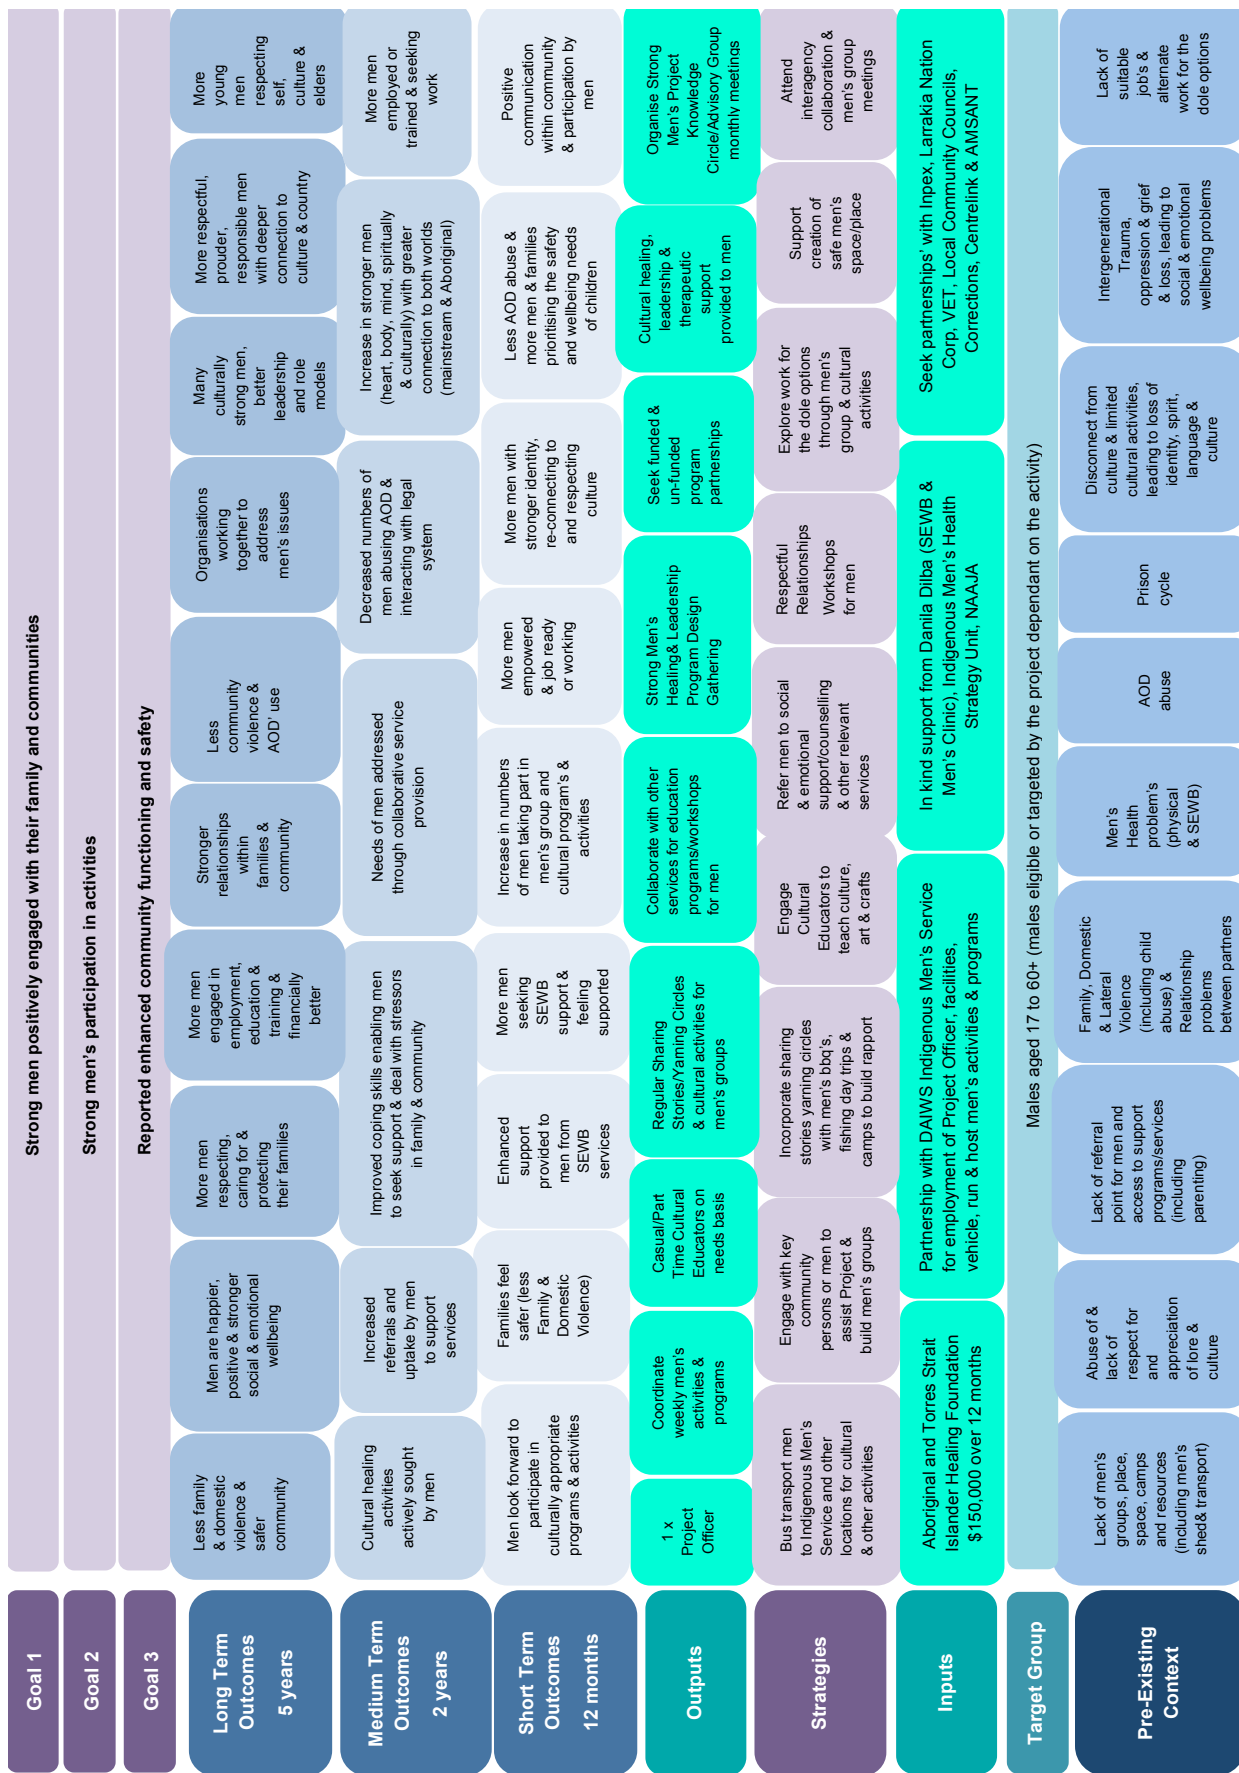 Goal 1
Strong men positively engaged with their family and communities
Goal 2
Strong men's participation in activities
Goal 3
Reported enhanced community functioning and safety
Long Term
Outcomes
5 years
Less family
& domestic
violence &
safer
community
Men are happier,
positive & stronger
social & emotional
wellbeing
More men
respecting,
caring for &
protecting
their families
More men
engaged in
employment,
education &
training &
financially
better
Stronger
relationships
within
families &
community
Less
community
violence &
AOD' use
Organisations
working
together to
address
men's issues
Many
culturally
strong men,
better
leadership
and role
models
More respectful,
prouder,
responsible men
with deeper
connection to
culture & country
More
young
men
respecting
self,
culture &
elders
Medium Term
Outcomes
2 years
Cultural healing
activities
actively sought
by men
Increased
referrals and
uptake by men
to support
services
Improved coping skills enabling men
to seek support & deal with stressors
in family & community
Needs of men addressed
through collaborative service
provision
Decreased numbers of
men abusing AOD &
interacting with legal
system
Increase in stronger men
(heart, body, mind, spiritually
& culturally) with greater
connection to both worlds
(mainstream & Aboriginal)
More men
employed or
trained & seeking
work
Short Term
Outcomes
12 months
Men look forward to
participate in
culturally appropriate
programs & activities
Families feel
safer (less
Family &
Domestic
Violence)
Enhanced
support
provided to
men from
SEWB
services
More men
seeking
SEWB
support &
feeling
supported
Increase in numbers
of men taking part in
men's group and
cultural program's &
activities
More men
empowered
& job ready
or working
More men with
stronger identity,
re-connecting to
and respecting
culture
Less AOD abuse &
more men & families
prioritising the safety
and wellbeing needs
of children
Positive
communication
within community
& participation by
men
Outputs
1 x
Project
Officer
Coordinate
weekly men's
activities &
programs
Casual/Part
Time Cultural
Educators on
needs basis
Regular Sharing
Stories/Yarning Circles
& cultural activities for
men's groups
Collaborate with other
services for education
programs/workshops
for men
Strong Men's
Healing& Leadership
Program Design
Gathering
Seek funded &
un-funded
program
partnerships
Cultural healing,
leadership &
therapeutic
support
provided to men
Organise Strong
Men's Project
Knowledge
Circle/Advisory Group
monthly meetings
Strategies
Bus transport men
to Indigenous Men's
Service and other
locations for cultural
& other activities
Engage with key
community
persons or men to
assist Project &
build men's groups
Incorporate sharing
stories yarning circles
with men's bbq's,
fishing day trips &
camps to build rapport
Engage
Cultural
Educators to
teach culture,
art & crafts
Refer men to social
& emotional
support/counselling
& other relevant
services
Respectful
Relationships
Workshops
for men
Explore work for
the dole options
through men's
group & cultural
activities
Support
creation of
safe men's
space/place
Attend
interagency
collaboration &
men's group
meetings
Inputs
Aboriginal and Torres Strait
Islander Healing Foundation
$150,000 over 12 months
Partnership with DAIWS Indigenous Men's Service
for employment of Project Officer, facilities,
vehicle, run & host men's activities & programs
In kind support from Danila Dilba (SEWB &
Men's Clinic), Indigenous Men's Health
Strategy Unit, NAAJA
Seek partnerships' with Inpex, Larrakia Nation
Corp, VET, Local Community Councils,
Corrections, Centrelink & AMSANT
Target Group
Males aged 17 to 60+ (males eligible or targeted by the project dependant on the activity)
Pre-Existing
Context
Lack of men's
groups, place,
space, camps
and resources
(including men's
shed& transport)
Abuse of &
lack of
respect for
and
appreciation
of lore &
culture
Lack of referral
point for men and
access to support
programs/services
(including
parenting)
Family, Domestic
& Lateral
Violence
(including child
abuse) &
Relationship
problems
between partners
Men's
Health
problem's
(physical
& SEWB)
AOD
abuse
Prison
cycle
Disconnect from
culture & limited
cultural activities,
leading to loss of
identity, spirit,
language &
culture
Intergenerational
Trauma,
oppression & grief
& loss, leading to
social & emotional
wellbeing problems
Lack of
suitable
job's &
alternate
work for the
dole options